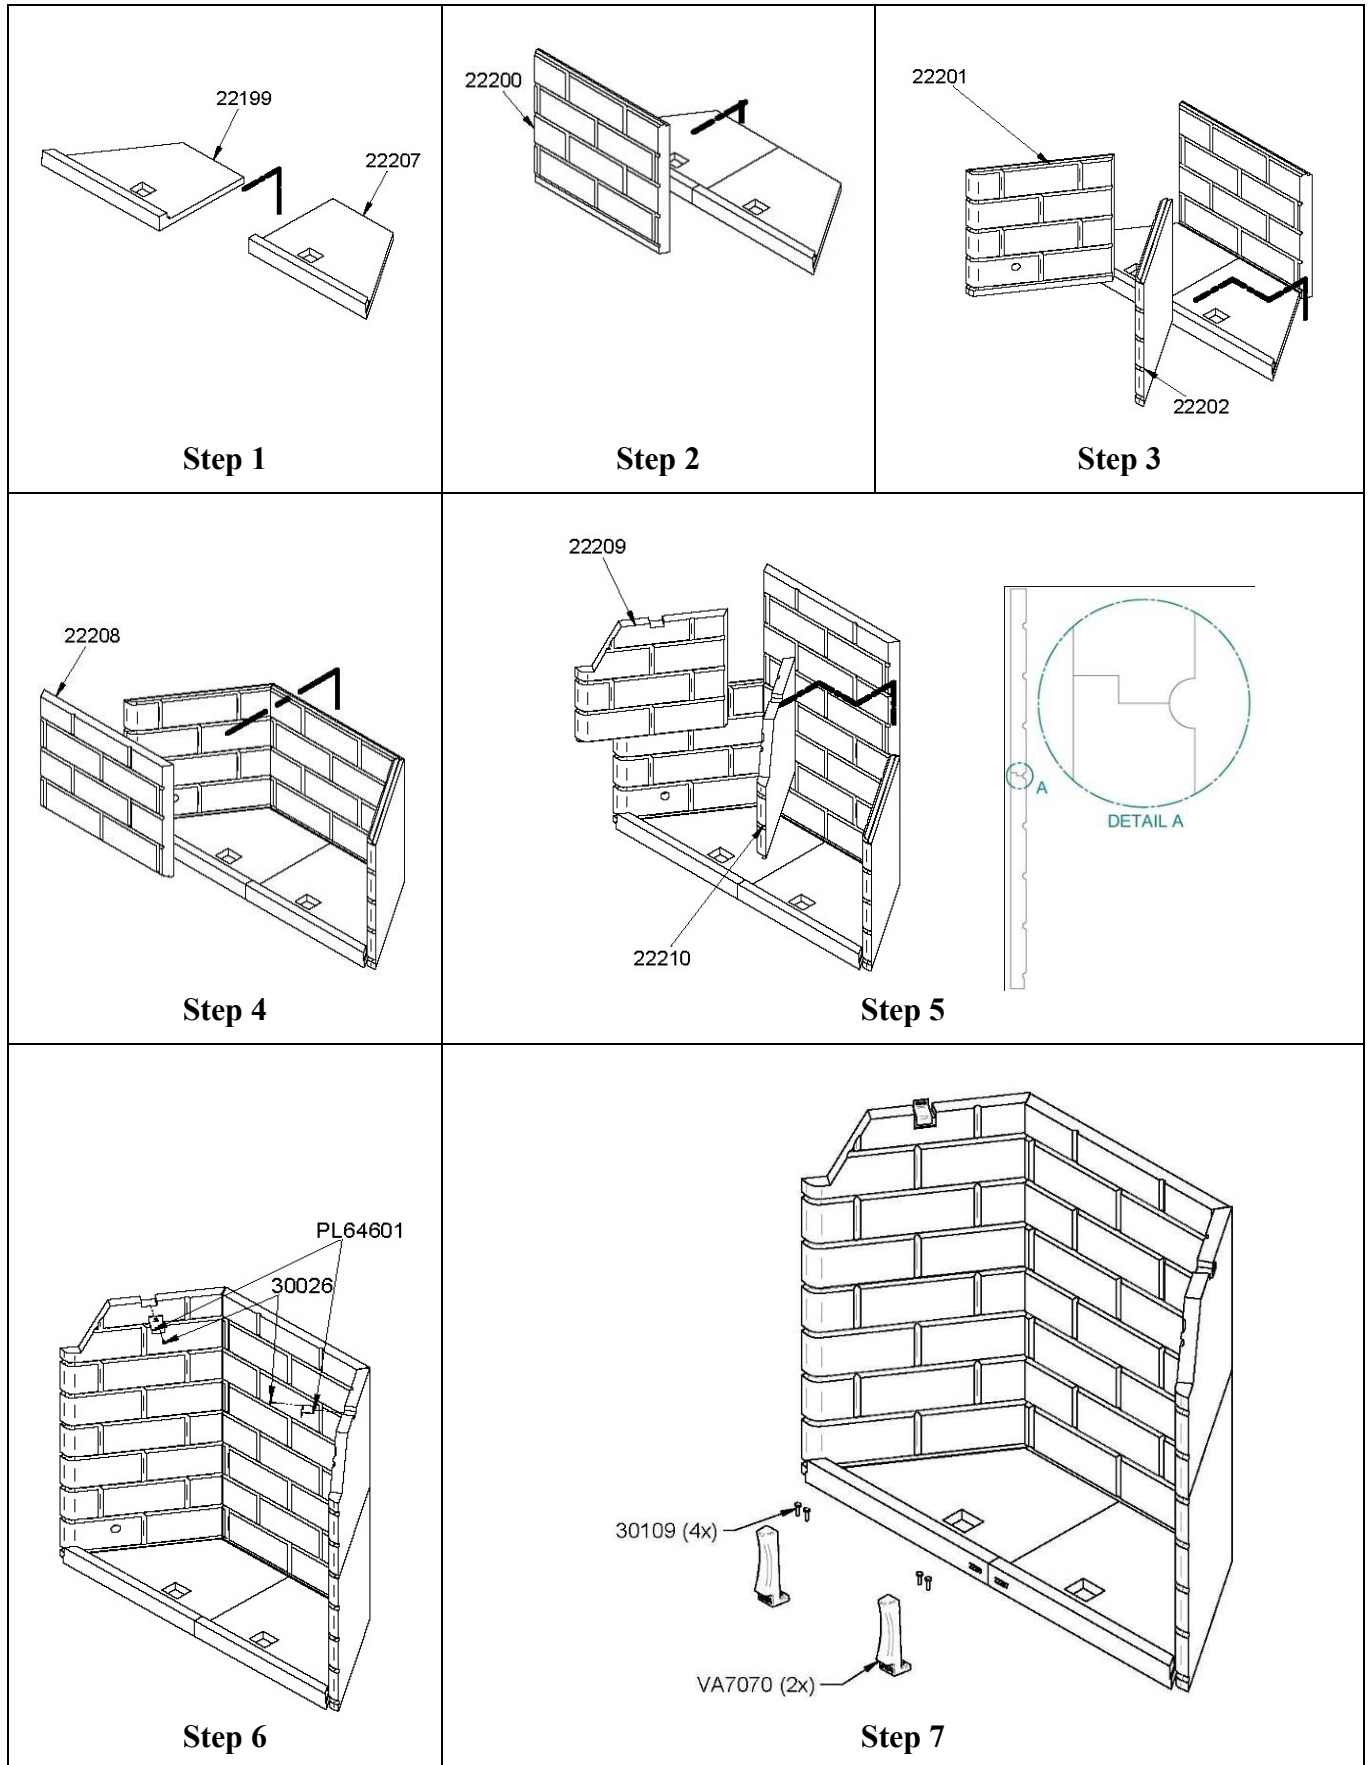 22199
22207
Step 1
22200
Step 2
22201
22202
Step 3
22208
Step 4
22209
22210
A
DETAIL A
Step 5
PL64601
30026
Step 6
30109 (4x)
VA7070 (2x)
Step 7